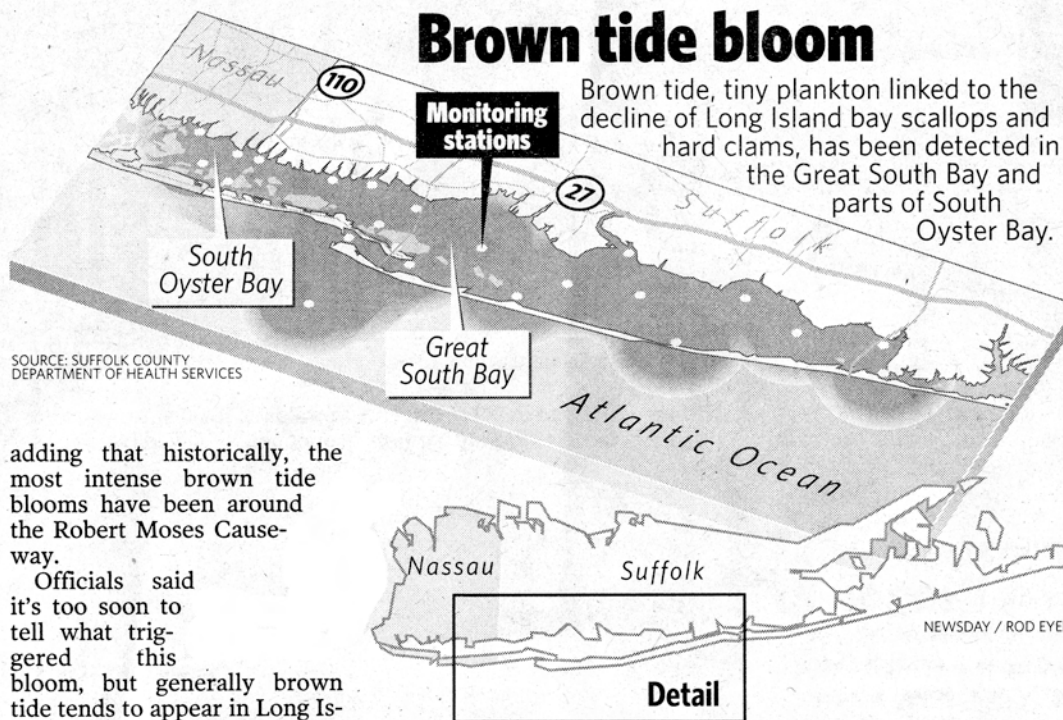 Brown tide bloom
Brown tide, tiny plankton linked to the
decline of Long Island bay scallops and
hard clams, has been detected in
the Great South Bay and
parts of South
Oyster Bay.
Nassau
110
Monitoring
stations
27
Suffolk
South
Oyster Bay
Great
South Bay
SOURCE: SUFFOLK COUNTY
DEPARTMENT OF HEALTH SERVICES
Atlantic Ocean
adding that historically, the
most intense brown tide
blooms have been around
the Robert Moses Cause-
way.
Officials said
it's too soon to
tell what trig-
gered this
bloom, but generally brown
tide tends to appear in Long Is-
Nassau
Suffolk
NEWSDAY / ROD EYE
Detail